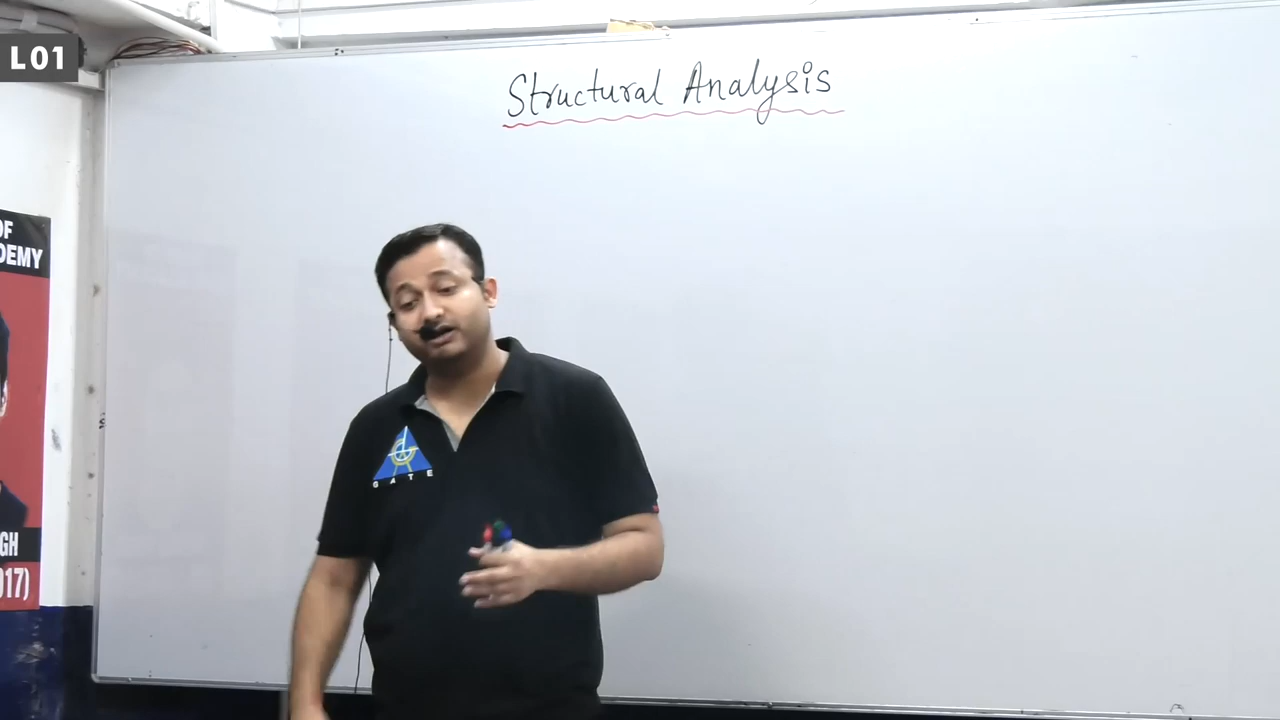 L01
Structural Analysis
OF
DEMY
GATE
GH
017)